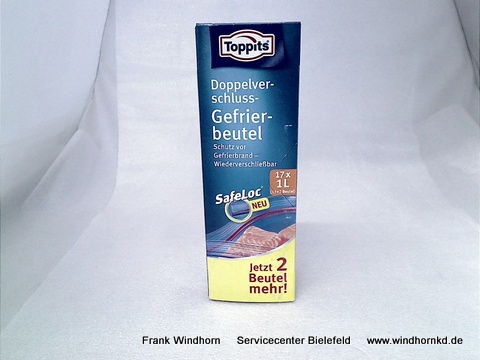 Toppits®
Doppelver-
schluss-
Gefrier-
beutel
Schutz vor
Gefrierbrand –
Wiederverschließbar
17 x
1L
SafeLoc®
NEU
Jetzt 2
Beutel
mehr!
Frank Windhorn Servicecenter Bielefeld www.windhornkd.de